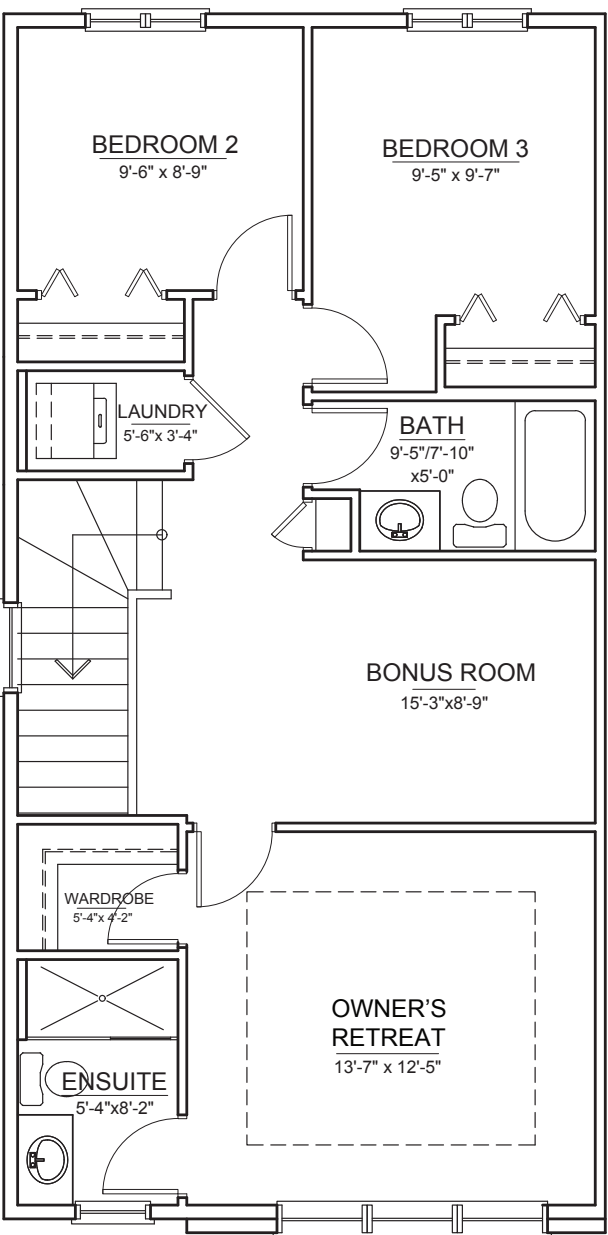 BEDROOM 2
9'-6" x 8'-9"
BEDROOM 3
9'-5" x 9'-7"
LAUNDRY
5'-6"x 3'-4"
BATH
9'-5"/7'-10"
x5'-0"
BONUS ROOM
15'-3"x8'-9"
WARDROBE
5'-4"x 4'-2"
OWNER'S
RETREAT
13'-7" x 12'-5"
ENSUITE
5'-4"x8'-2"